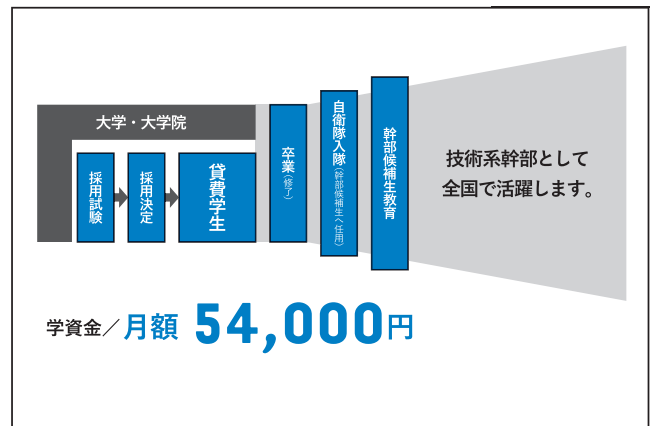 大学・大学院
採用試験
採用決定
貸費学生
卒業(修了)
自衛隊入隊(幹部候補生へ任用)
幹部候補生教育
技術系幹部として
全国で活躍します。
学資金／月額 54,000円